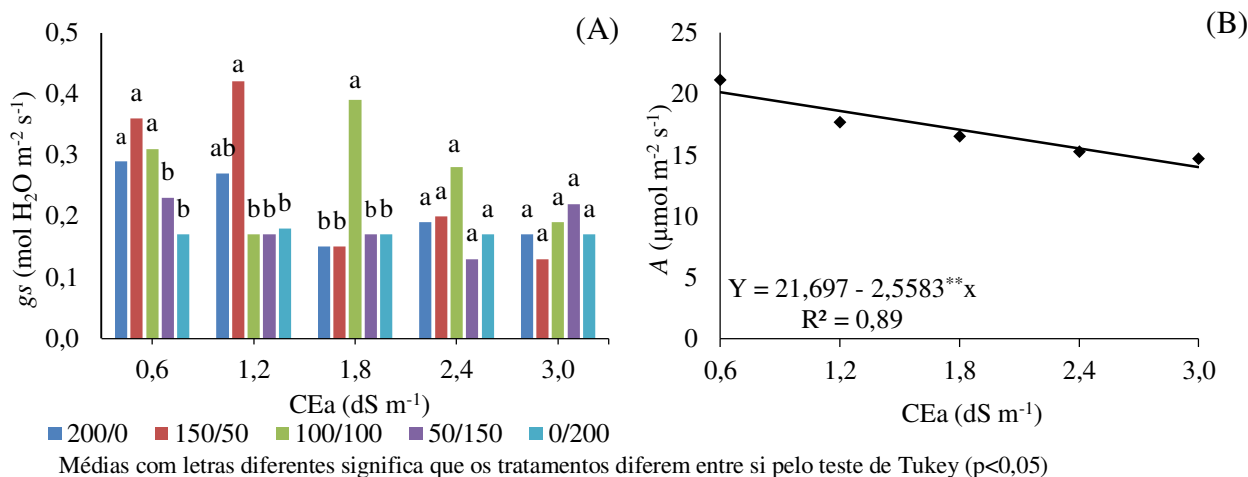 (A)
gs (mol H₂O m⁻² s⁻¹)
0,5
0,4
0,3
0,2
0,1
0,0
a a a b b
ab a b b b
b b a b b
a a a a a
a a a a a
0,6 1,2 1,8 2,4 3,0
CEa (dS m⁻¹)
200/0 150/50 100/100 50/150 0/200
(B)
A (µmol m⁻² s⁻¹)
25
20
15
10
5
0
Y = 21,697 - 2,5583**x
R² = 0,89
0,6 1,2 1,8 2,4 3,0
CEa (dS m⁻¹)
Médias com letras diferentes significa que os tratamentos diferem entre si pelo teste de Tukey (p<0,05)